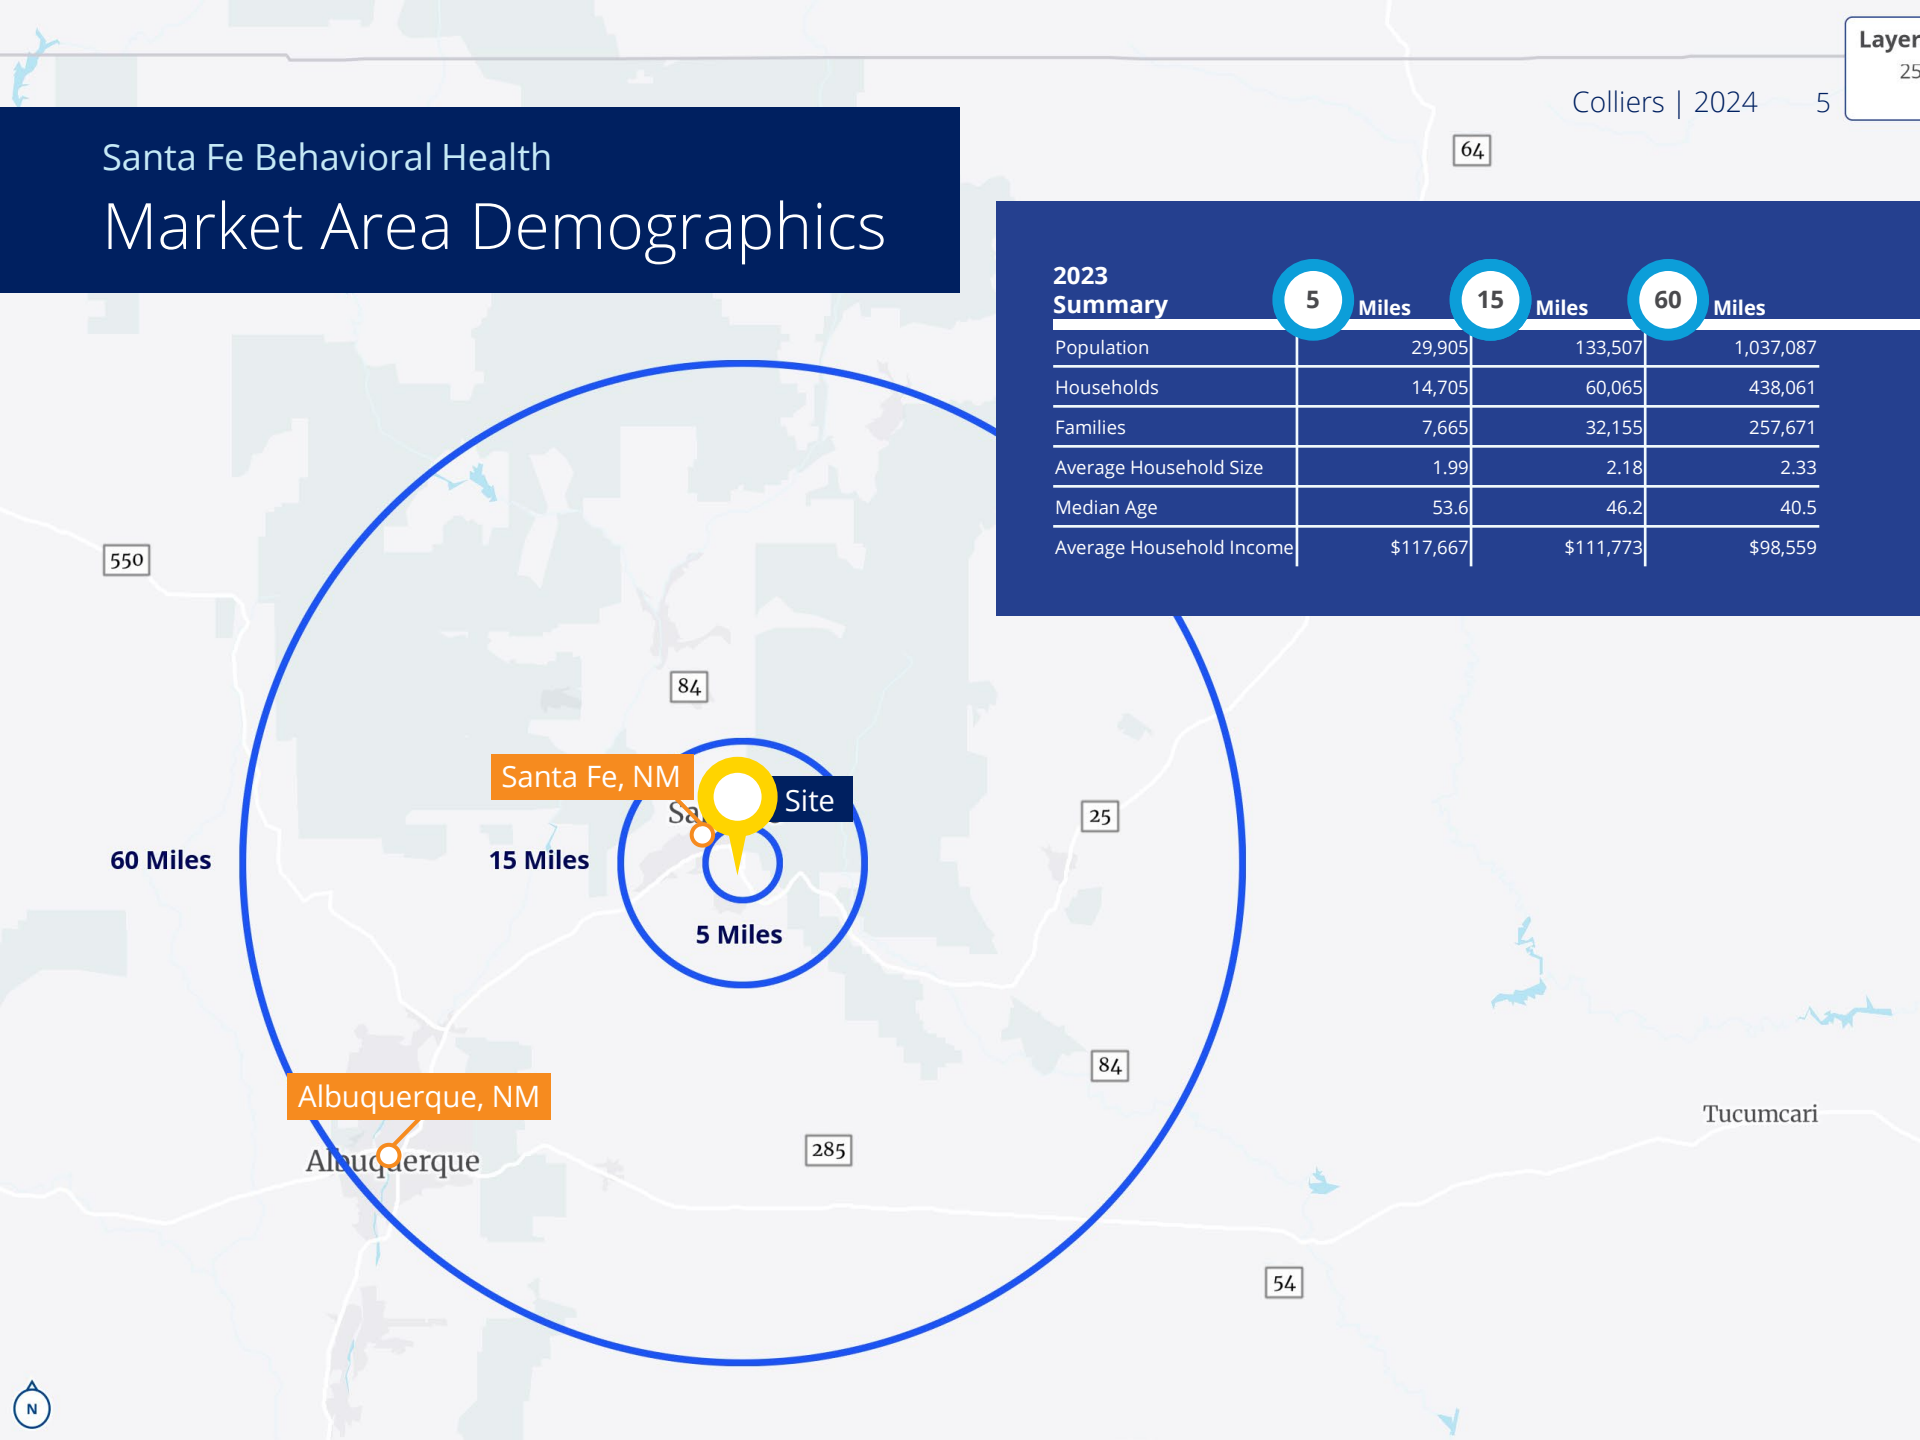 Layer
25
Colliers | 2024 5
Santa Fe Behavioral Health
Market Area Demographics
64
2023
Summary
5 Miles 15 Miles 60 Miles
Population 29,905 133,507 1,037,087
Households 14,705 60,065 438,061
Families 7,665 32,155 257,671
Average Household Size 1.99 2.18 2.33
Median Age 53.6 46.2 40.5
Average Household Income $117,667 $111,773 $98,559
550
84
Santa Fe, NM
Site
25
60 Miles
15 Miles
5 Miles
84
Albuquerque, NM
Tucumcari
285
Albuquerque
54
N